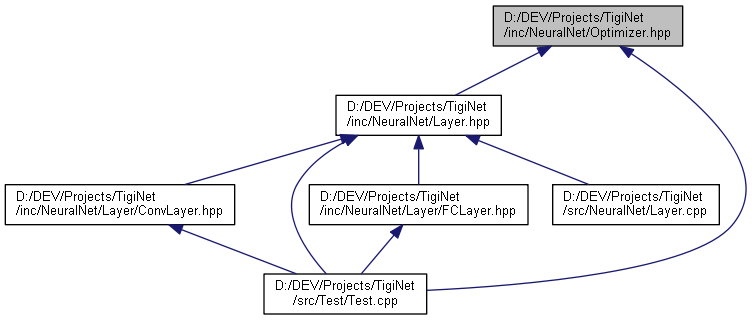 D:/DEV/Projects/TigiNet
/inc/NeuralNet/Optimizer.hpp
D:/DEV/Projects/TigiNet
/inc/NeuralNet/Layer.hpp
D:/DEV/Projects/TigiNet
/inc/NeuralNet/Layer/ConvLayer.hpp
D:/DEV/Projects/TigiNet
/inc/NeuralNet/Layer/FCLayer.hpp
D:/DEV/Projects/TigiNet
/src/NeuralNet/Layer.cpp
D:/DEV/Projects/TigiNet
/src/Test/Test.cpp